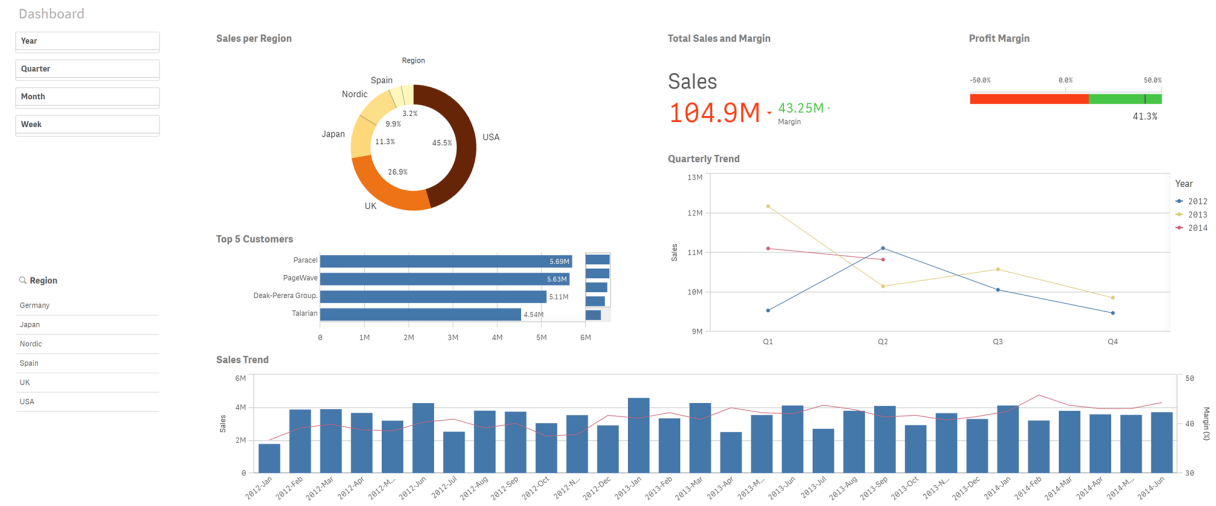 Dashboard
Year
Quarter
Month
Week
Region
Germany
Japan
Nordic
Spain
UK
USA
Sales per Region
Region
Spain
Nordic
Japan
UK
USA
3.2%
9.9%
11.3%
26.9%
45.5%
Top 5 Customers
Paracel
5.69M
PageWave
5.63M
Deak-Perera Group.
5.11M
Talarian
4.54M
0 1M 2M 3M 4M 5M 6M
Total Sales and Margin
Sales
104.9M
43.25M
Margin
Profit Margin
-50.0% 0.0% 50.0%
41.3%
Quarterly Trend
Sales
13M
12M
11M
10M
9M
Q1 Q2 Q3 Q4
Year
2012
2013
2014
Sales Trend
Sales
6M
4M
2M
0
50
40
30
Margin (%)
2012-Jan
2012-Feb
2012-Mar
2012-Apr
2012-M...
2012-Jun
2012-Jul
2012-Aug
2012-Sep
2012-Oct
2012-N...
2012-Dec
2013-Jan
2013-Feb
2013-Mar
2013-Apr
2013-M...
2013-Jun
2013-Jul
2013-Aug
2013-Sep
2013-Oct
2013-N...
2013-Dec
2014-Jan
2014-Feb
2014-Mar
2014-Apr
2014-M...
2014-Jun